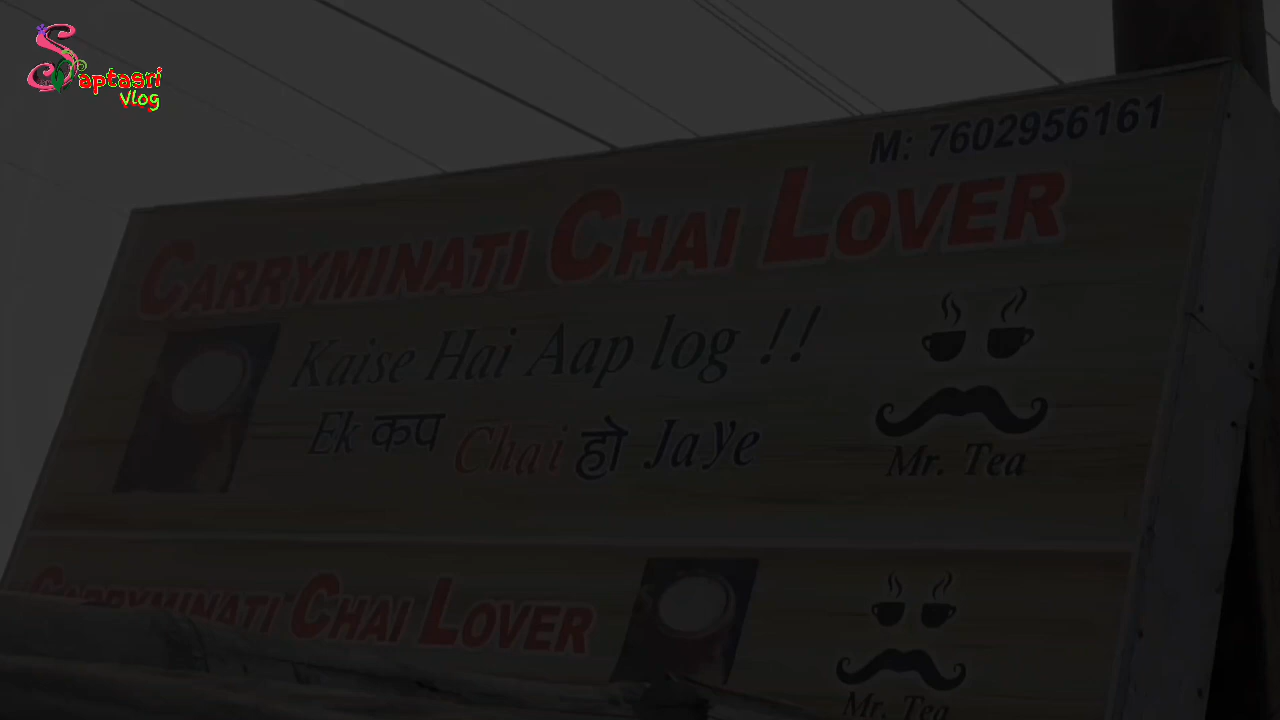 Saptasri
Vlog
M: 7602956161
CARRYMINATI CHAI LOVER
Kaise Hai Aap log !!
Ek कप Chai हो Jaye
Mr. Tea
CARRYMINATI CHAI LOVER
Mr. Tea